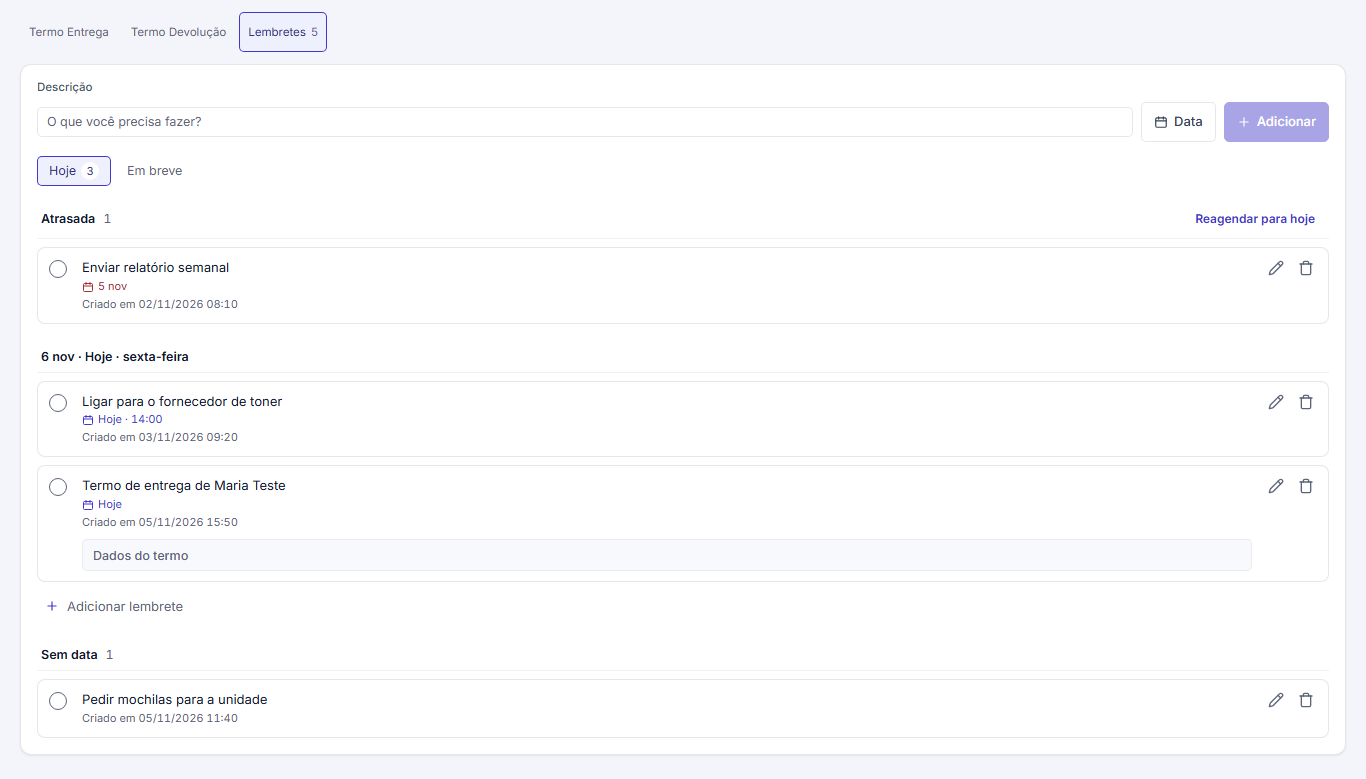 Termo Entrega Termo Devolução Lembretes 5
Descrição
O que você precisa fazer? Data + Adicionar
Hoje 3 Em breve
Atrasada 1 Reagendar para hoje
Enviar relatório semanal
5 nov
Criado em 02/11/2026 08:10
6 nov · Hoje · sexta-feira
Ligar para o fornecedor de toner
Hoje · 14:00
Criado em 03/11/2026 09:20
Termo de entrega de Maria Teste
Hoje
Criado em 05/11/2026 15:50
Dados do termo
+ Adicionar lembrete
Sem data 1
Pedir mochilas para a unidade
Criado em 05/11/2026 11:40